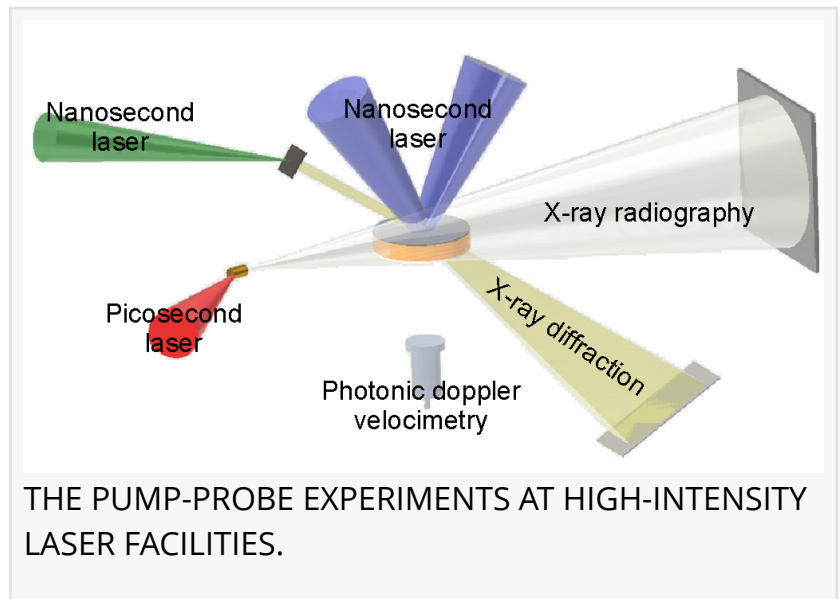 Nanosecond
laser
Nanosecond
laser
X-ray radiography
Picosecond
laser
X-ray diffraction
Photonic doppler
velocimetry
THE PUMP-PROBE EXPERIMENTS AT HIGH-INTENSITY
LASER FACILITIES.